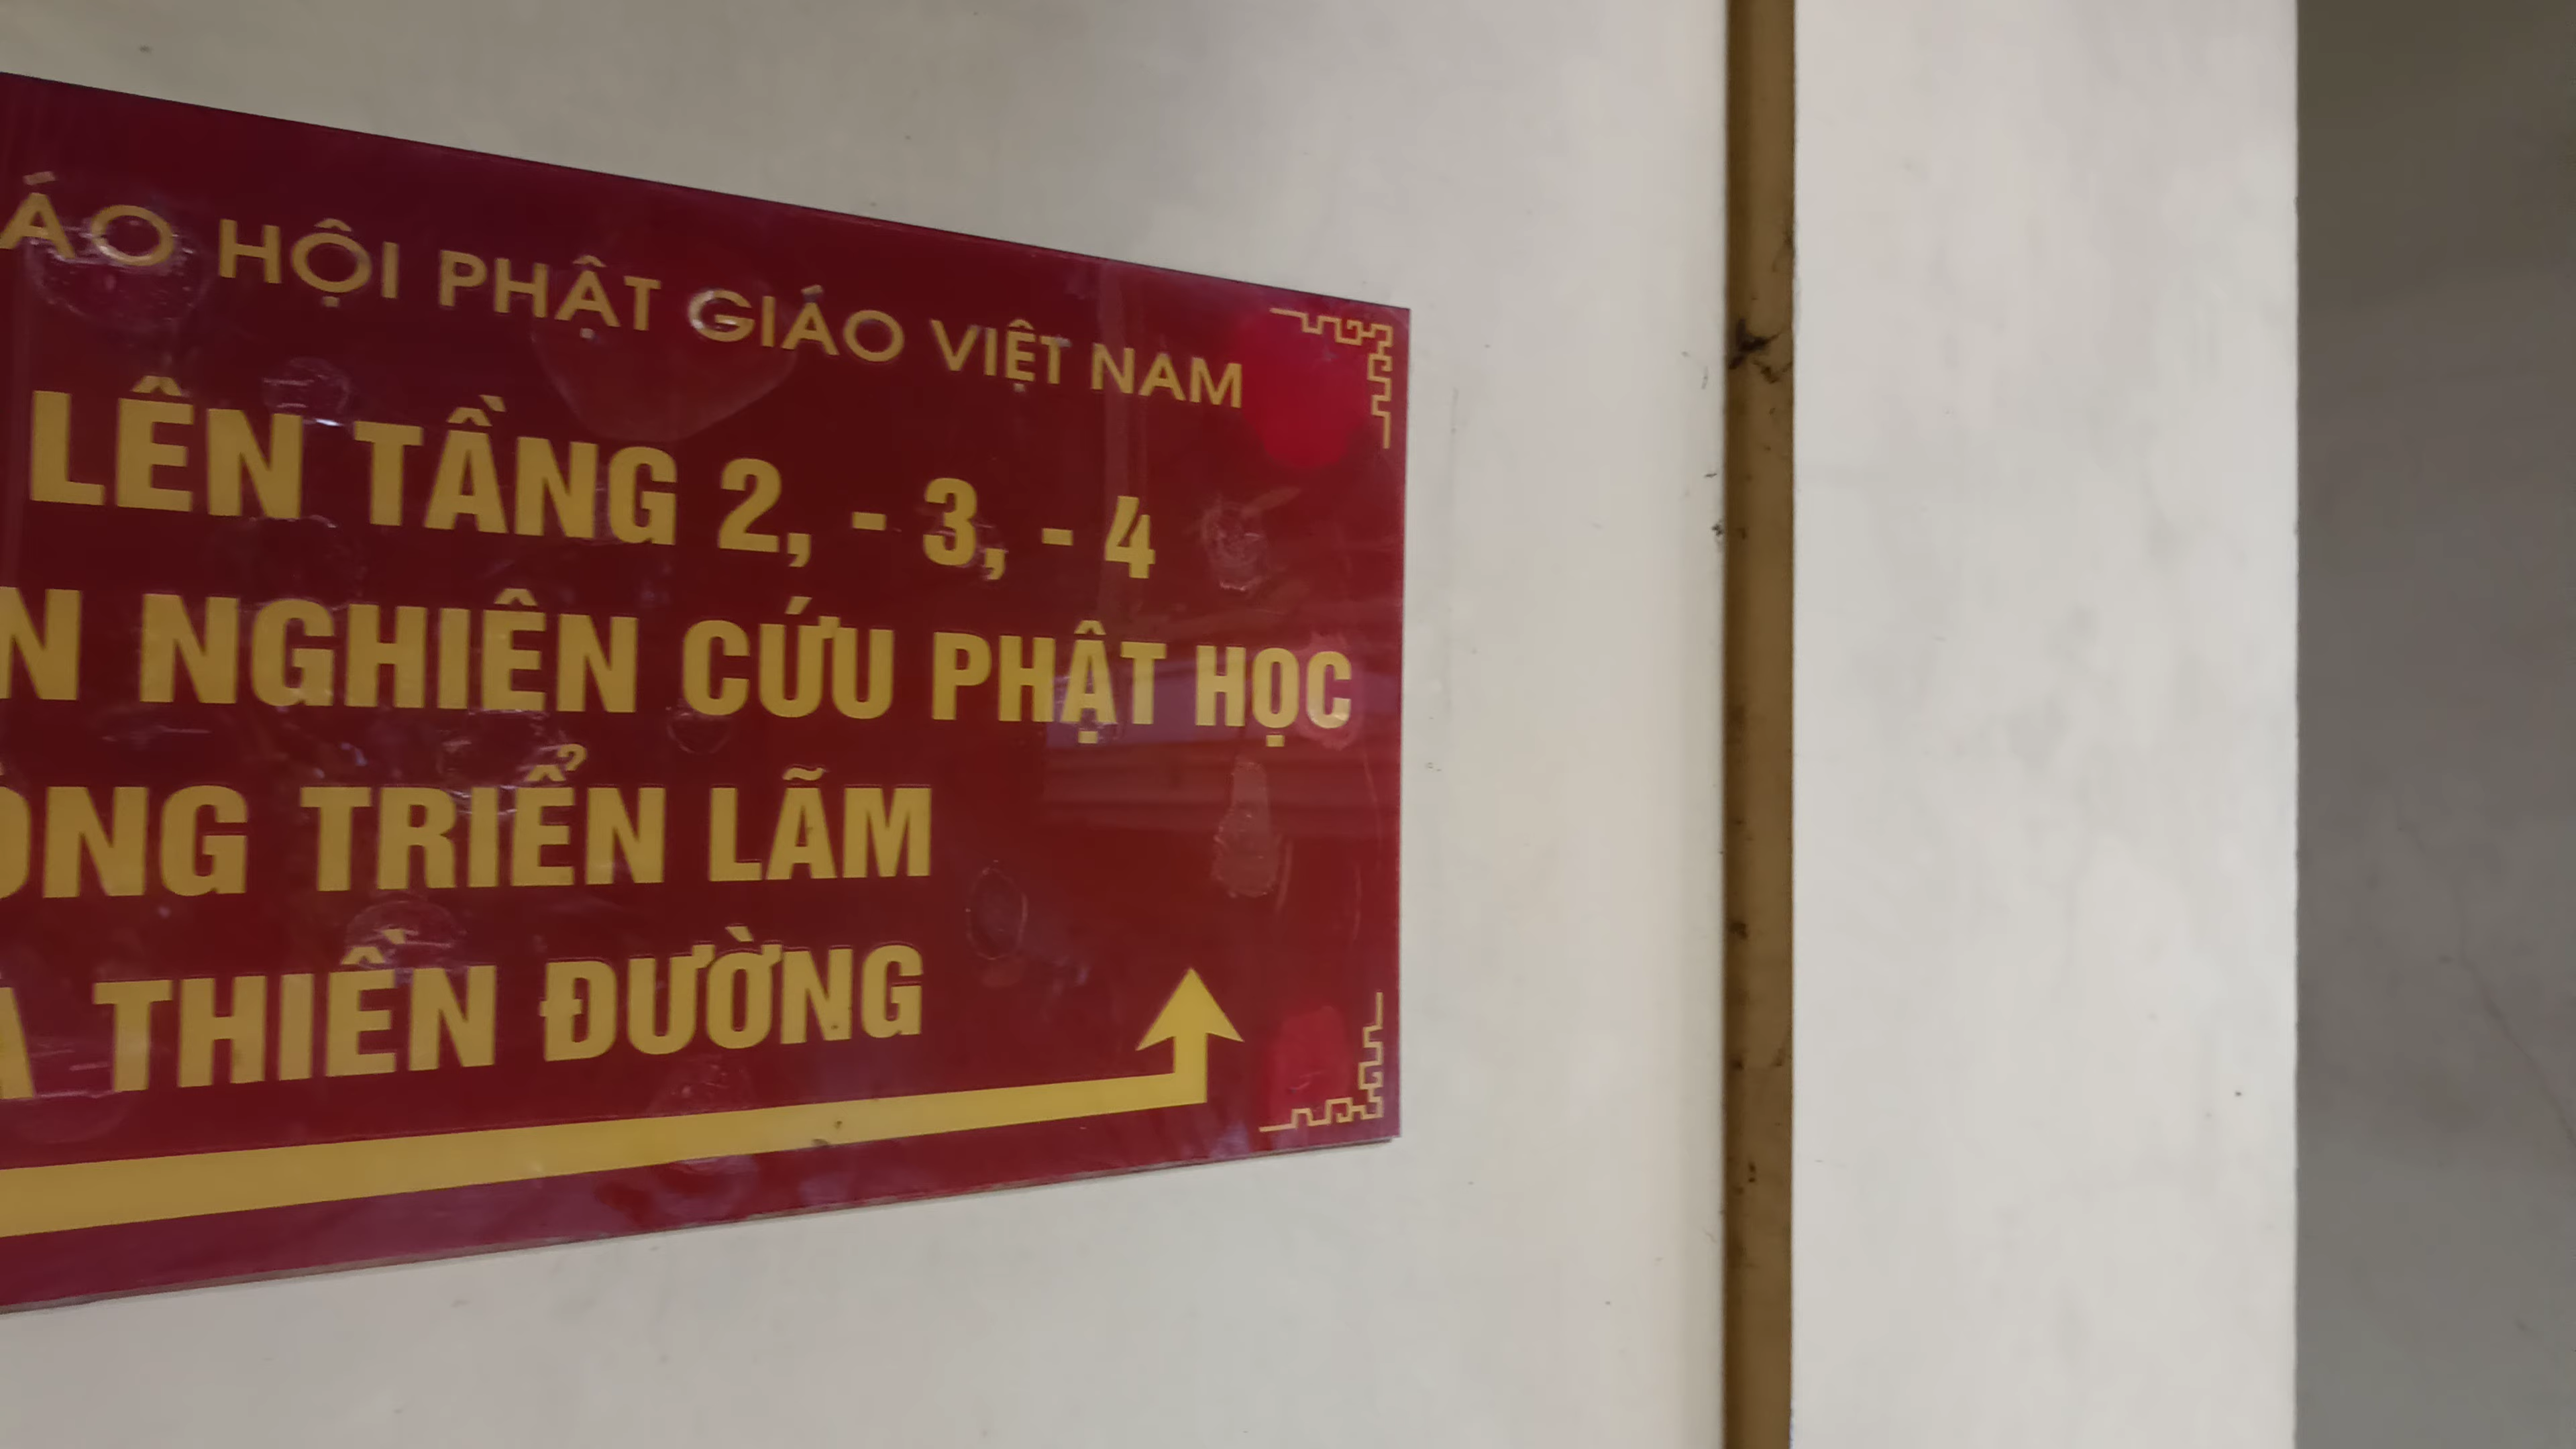 ÁO HỘI PHẬT GIÁO VIỆT NAM
LÊN TẦNG 2, - 3, - 4
N NGHIÊN CỨU PHẬT HỌC
ÒNG TRIỂN LÃM
À THIỀN ĐƯỜNG